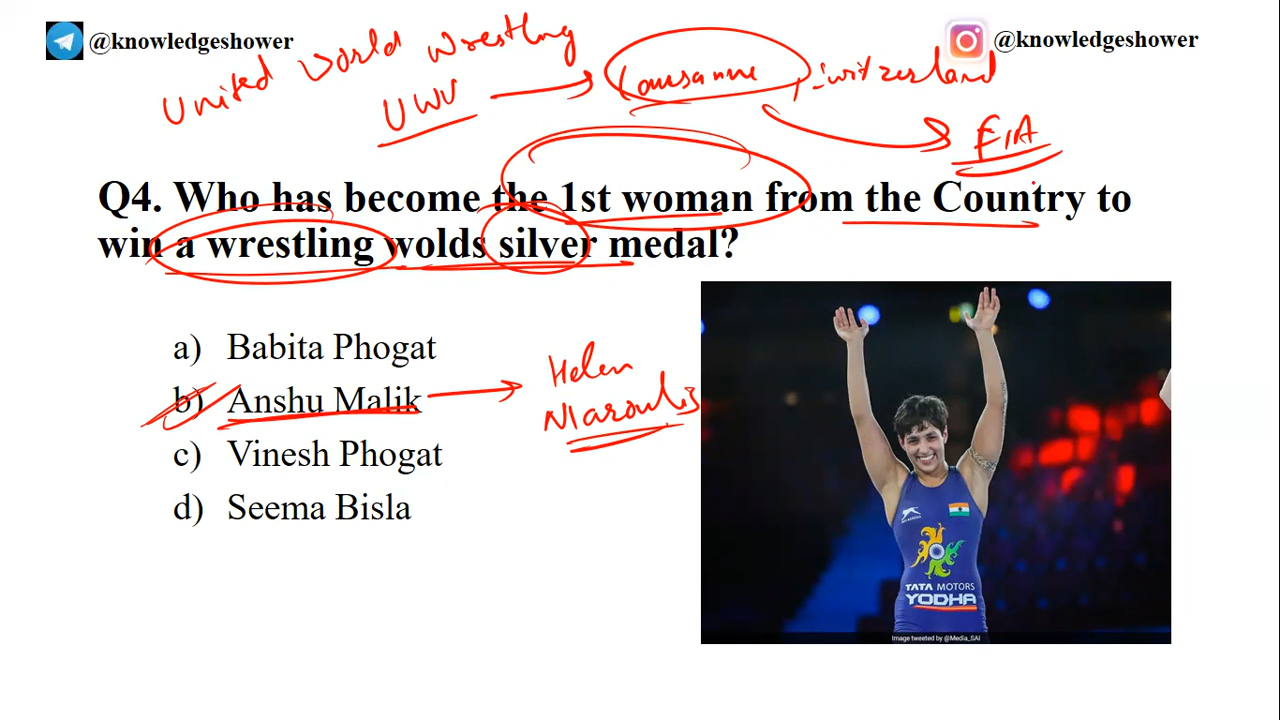 @knowledgeshower
@knowledgeshower
United World Wrestling
UWW → Lousanne, Switzerland
FIA
Q4. Who has become the 1st woman from the Country to
win a wrestling wolds silver medal?
a) Babita Phogat
b) Anshu Malik → Helen
Maroulis
c) Vinesh Phogat
d) Seema Bisla
TATA MOTORS
YODHA
Image tweeted by @Media_SAI